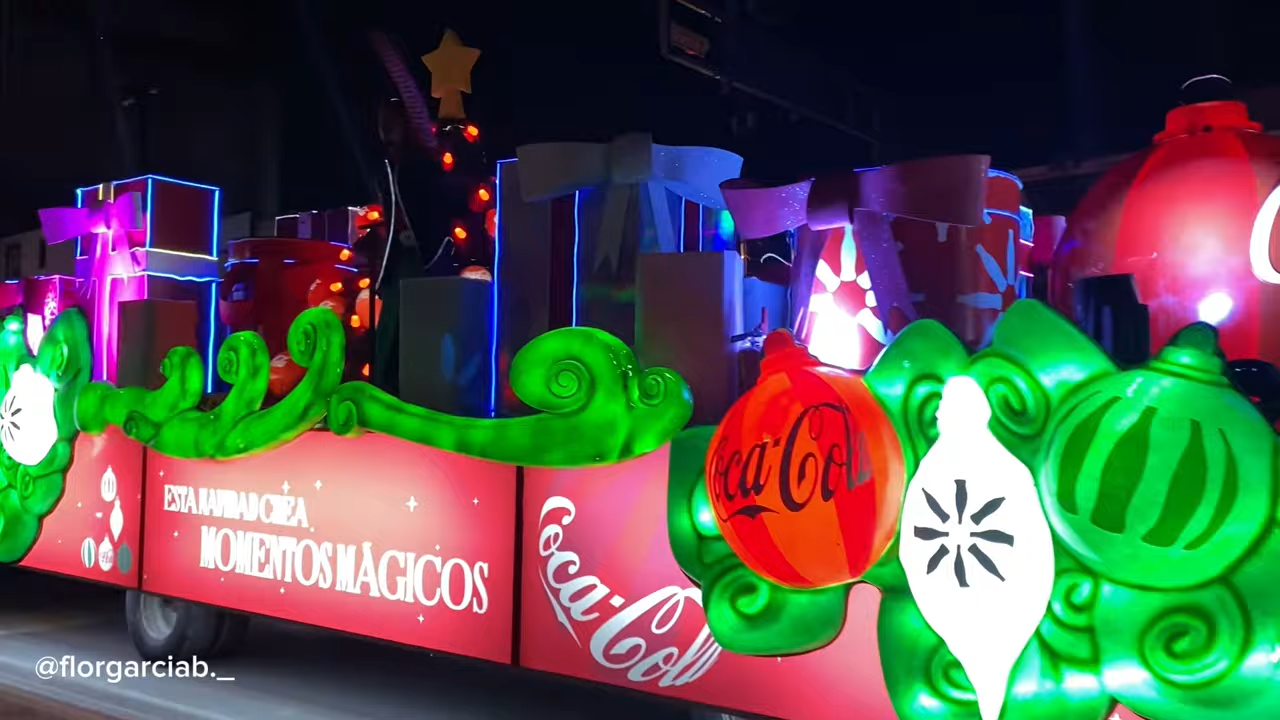 ESTA NAVIDAD CREA
MOMENTOS MÁGICOS
Coca-Cola
Coca-Cola
@florgarciab._